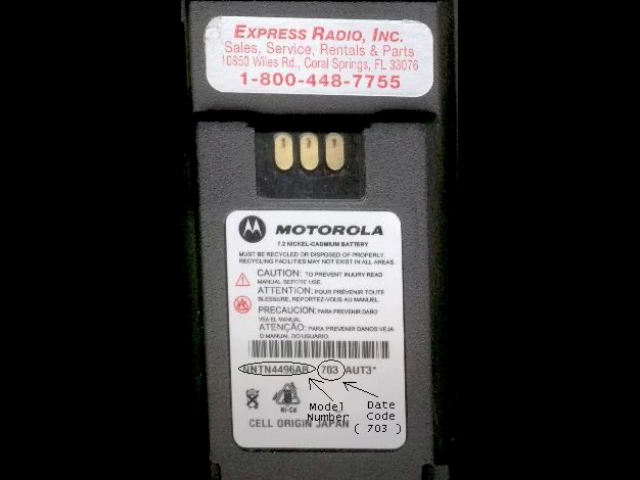 EXPRESS RADIO, INC.
Sales, Service, Rentals & Parts
10850 Wiles Rd., Coral Springs, FL 33076
1-800-448-7755
MOTOROLA
7.2 NICKEL-CADMIUM BATTERY
MUST BE RECYCLED OR DISPOSED OF PROPERLY.
RECYCLING FACILITIES MAY NOT EXIST IN ALL AREAS.
CAUTION: TO PREVENT INJURY READ
MANUAL BEFORE USE.
ATTENTION: POUR PRÉVENIR TOUTE
BLESSURE, REPORTEZ-VOUS AU MANUEL.
PRECAUCION: PARA PREVENIR DAÑO
VEA EL MANUAL.
ATENÇÃO: PARA PREVENIR DANOS VEJA
O MANUAL DO USUARIO.
NNTN4496AB 703 AUT3*
Ni-Cd
Model Number
Date Code ( 703 )
CELL ORIGIN JAPAN